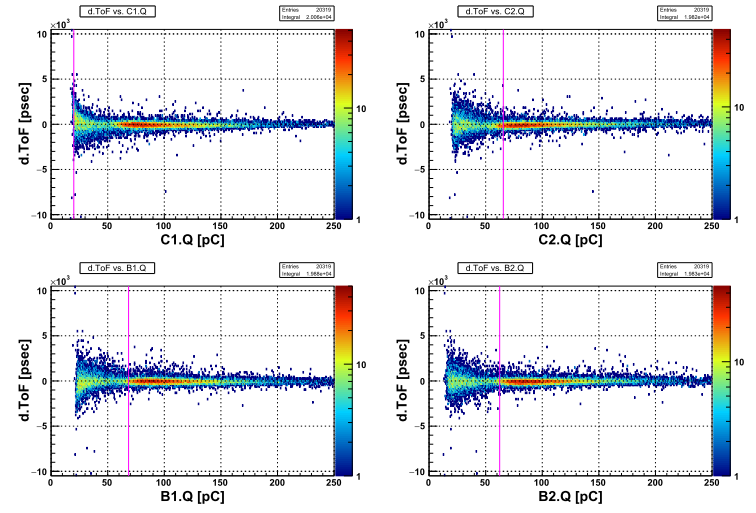 d.ToF vs. C1.Q
Entries 20319
Integral 2.006e+04
×10³
d.ToF [psec]
10
5
0
−5
−10
0 50 100 150 200 250
C1.Q [pC]
10
1
d.ToF vs. C2.Q
Entries 20319
Integral 1.982e+04
×10³
d.ToF [psec]
10
5
0
−5
−10
0 50 100 150 200 250
C2.Q [pC]
10
1
d.ToF vs. B1.Q
Entries 20319
Integral 1.988e+04
×10³
d.ToF [psec]
10
5
0
−5
−10
0 50 100 150 200 250
B1.Q [pC]
10
1
d.ToF vs. B2.Q
Entries 20319
Integral 1.983e+04
×10³
d.ToF [psec]
10
5
0
−5
−10
0 50 100 150 200 250
B2.Q [pC]
10
1